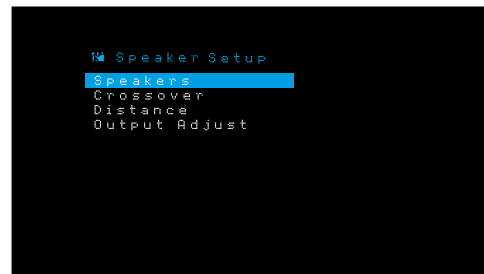 Speaker Setup
Speakers
Crossover
Distance
Output Adjust